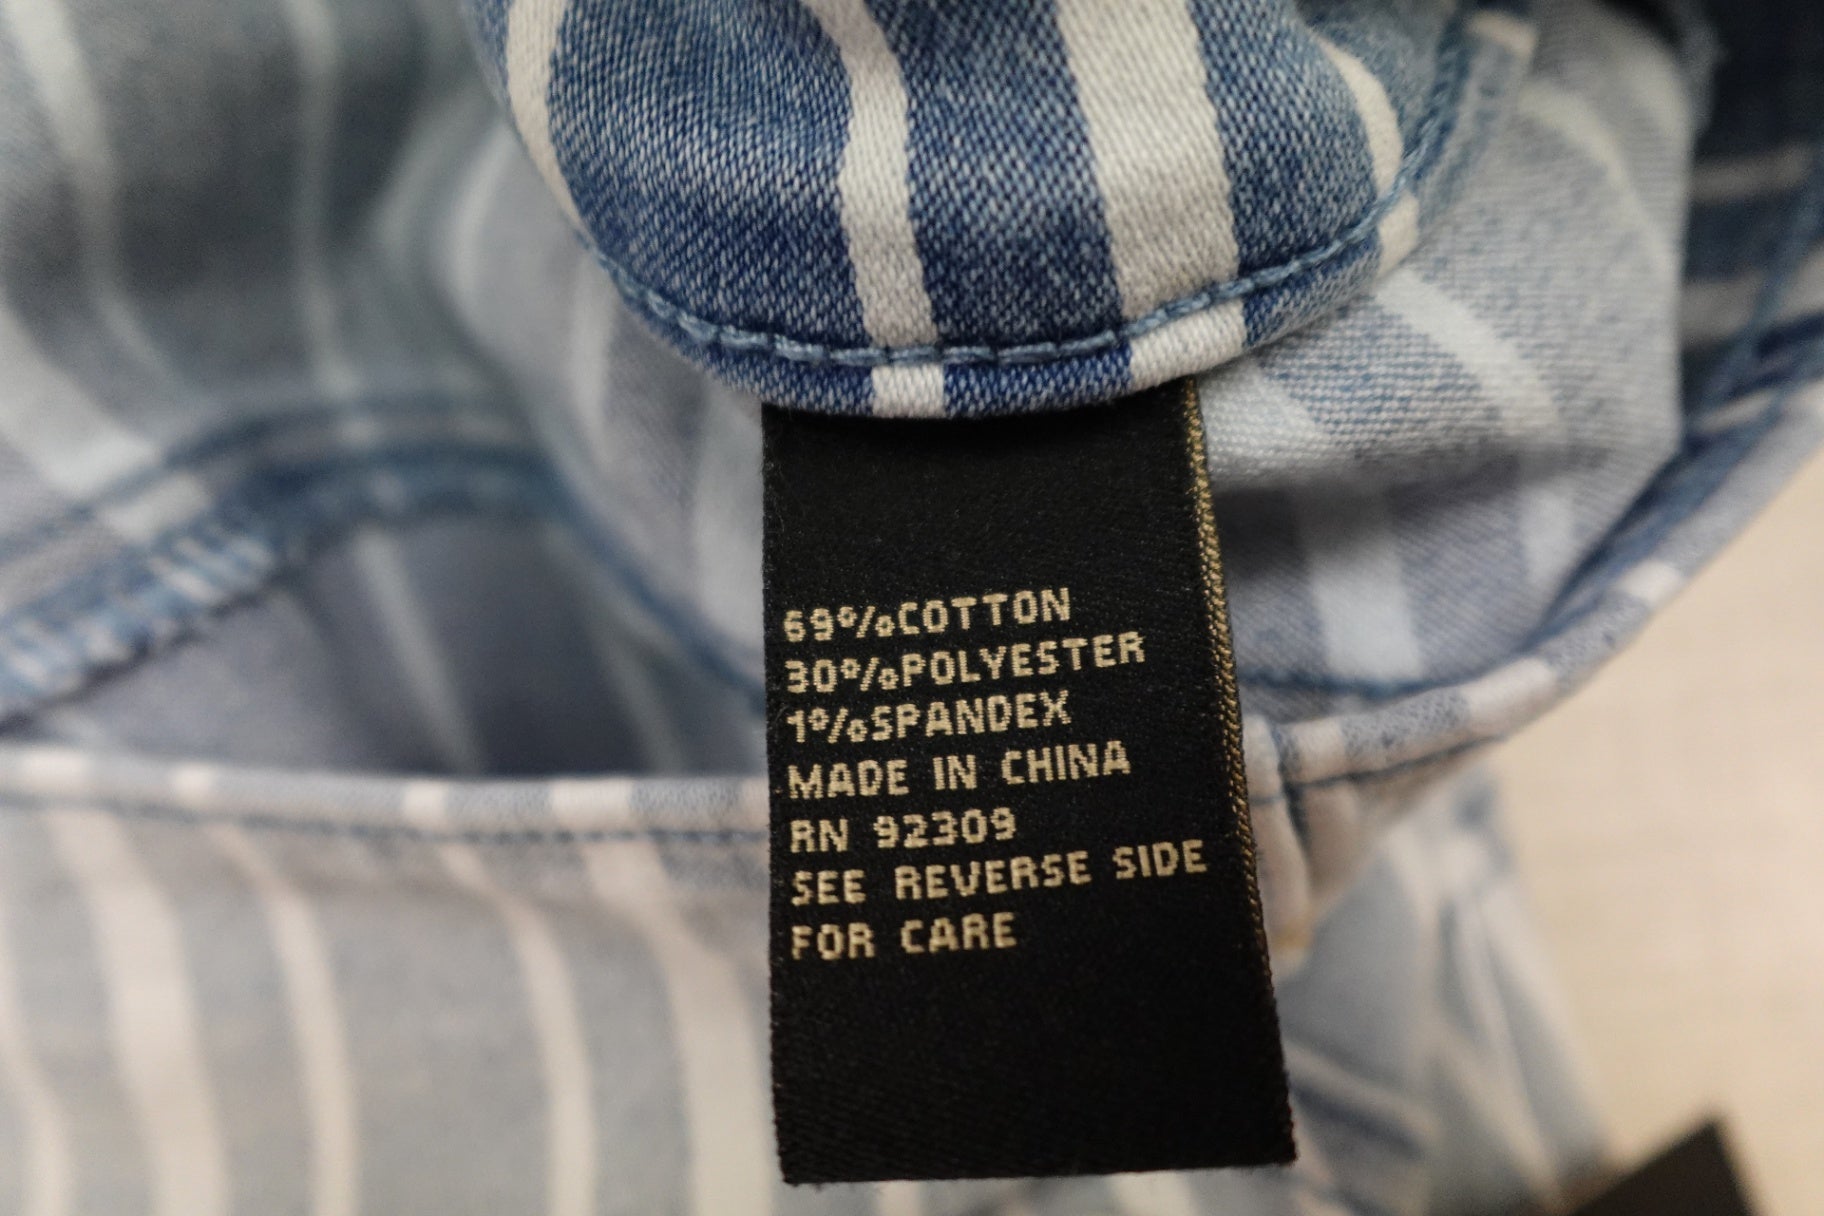 69%COTTON
30%POLYESTER
1%SPANDEX
MADE IN CHINA
RN 92309
SEE REVERSE SIDE
FOR CARE